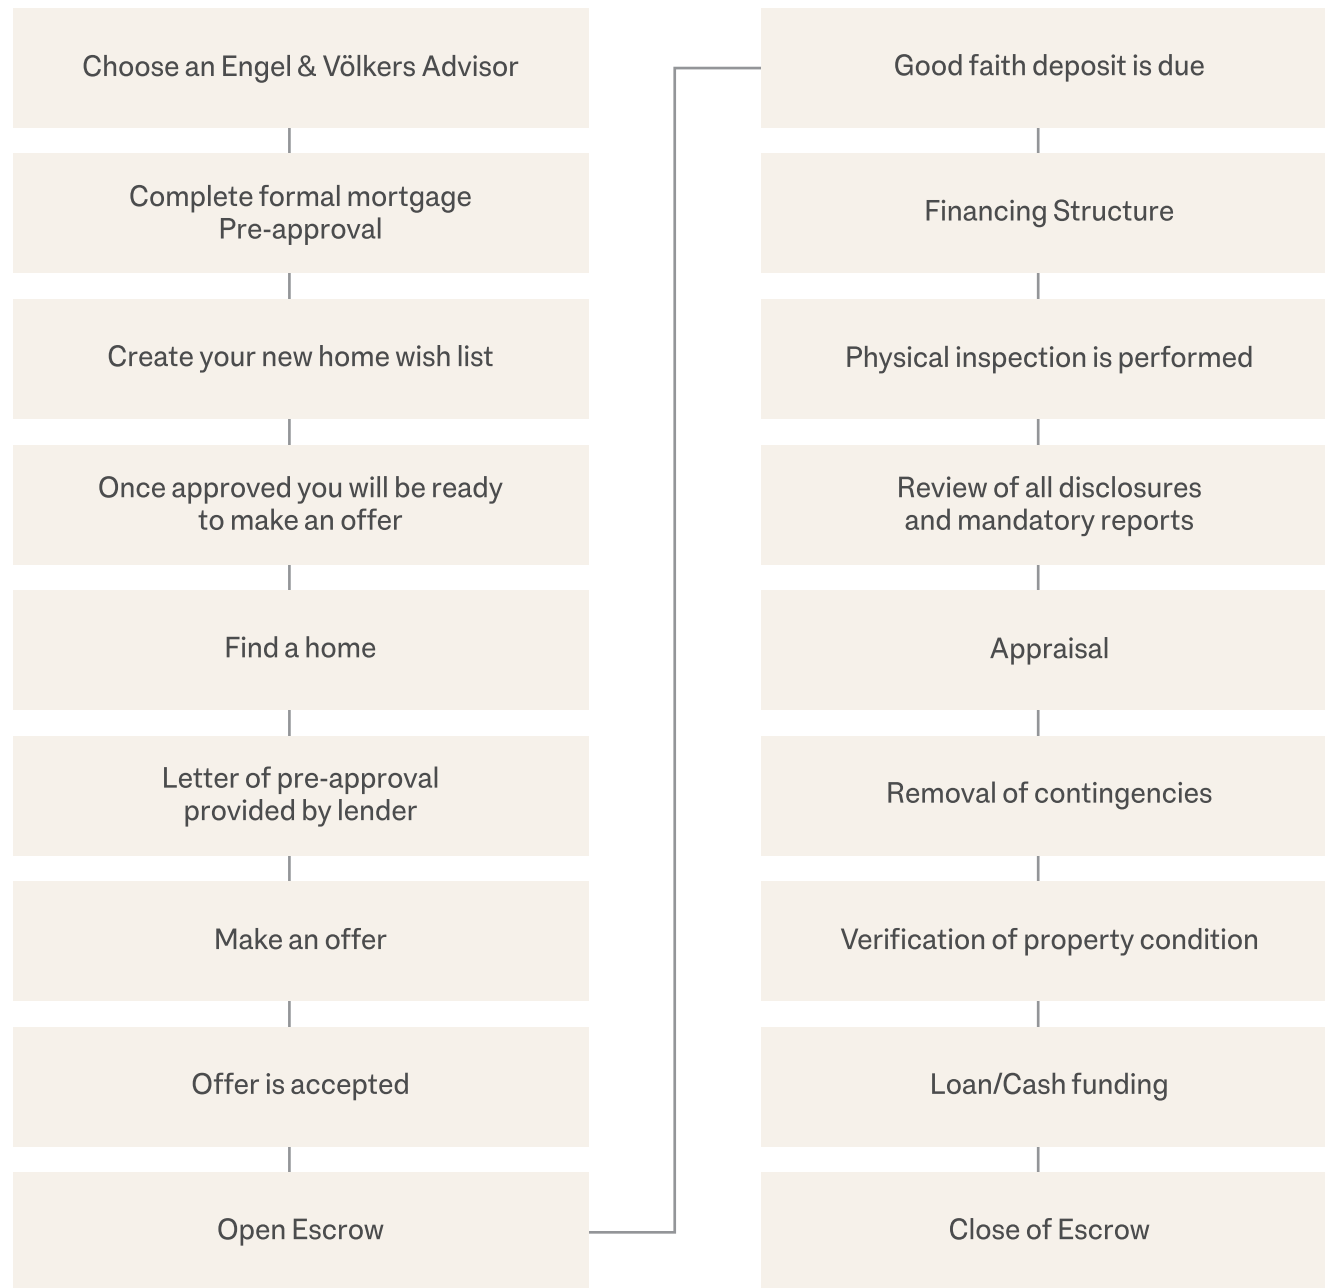 Choose an Engel & Völkers Advisor
Complete formal mortgage
Pre-approval
Create your new home wish list
Once approved you will be ready
to make an offer
Find a home
Letter of pre-approval
provided by lender
Make an offer
Offer is accepted
Open Escrow
Good faith deposit is due
Financing Structure
Physical inspection is performed
Review of all disclosures
and mandatory reports
Appraisal
Removal of contingencies
Verification of property condition
Loan/Cash funding
Close of Escrow